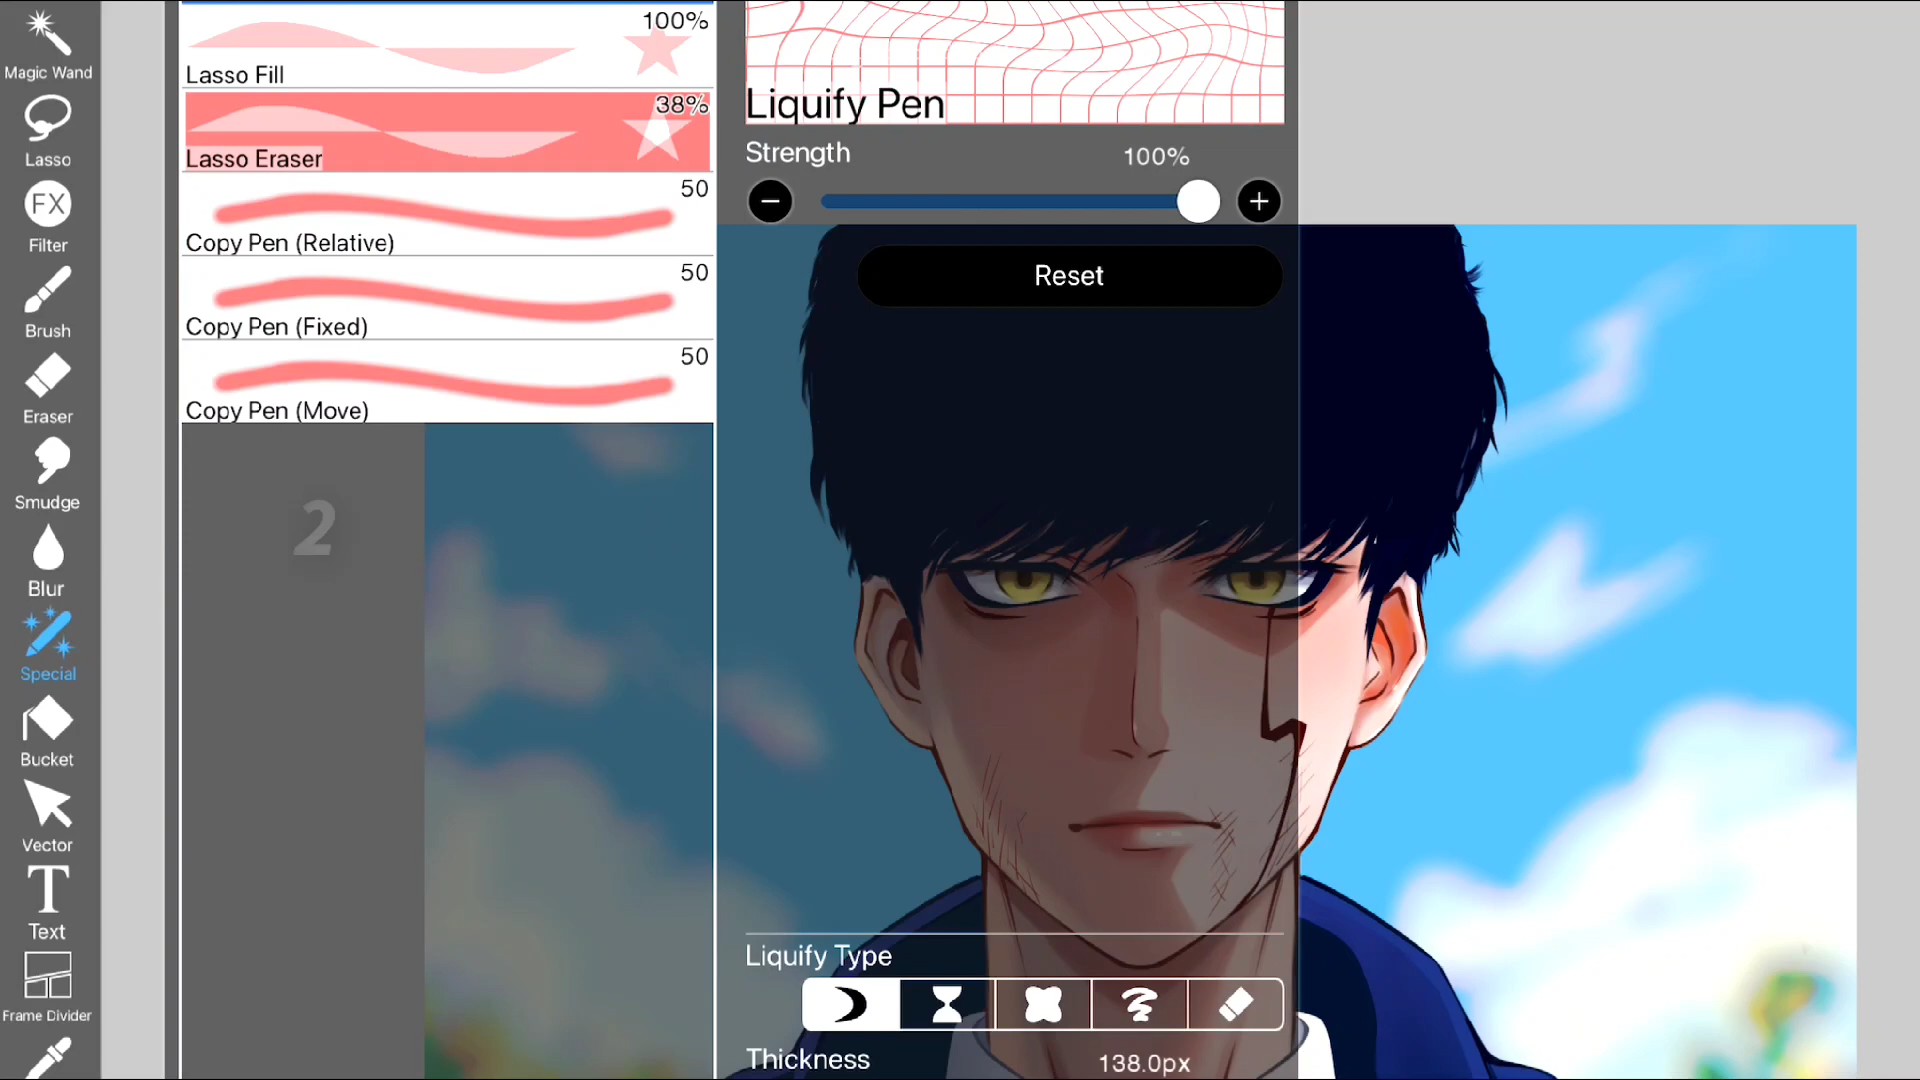 Magic Wand
Lasso
FX
Filter
Brush
Eraser
Smudge
Blur
Special
Bucket
Vector
T
Text
Frame Divider
100%
Lasso Fill
38%
Lasso Eraser
50
Copy Pen (Relative)
50
Copy Pen (Fixed)
50
Copy Pen (Move)
2
Liquify Pen
Strength 100%
Reset
Liquify Type
Thickness 138.0px